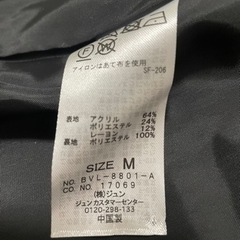 アイロンはあて布を使用
SF-206
表地 アクリル 64%
ポリエステル 24%
レーヨン 12%
裏地 ポリエステル 100%
SIZE M
NO. BVL-8801-A
CO.NO. 17069
(株)ジュン
ジュンカスタマーセンター
0120-298-133
中国製